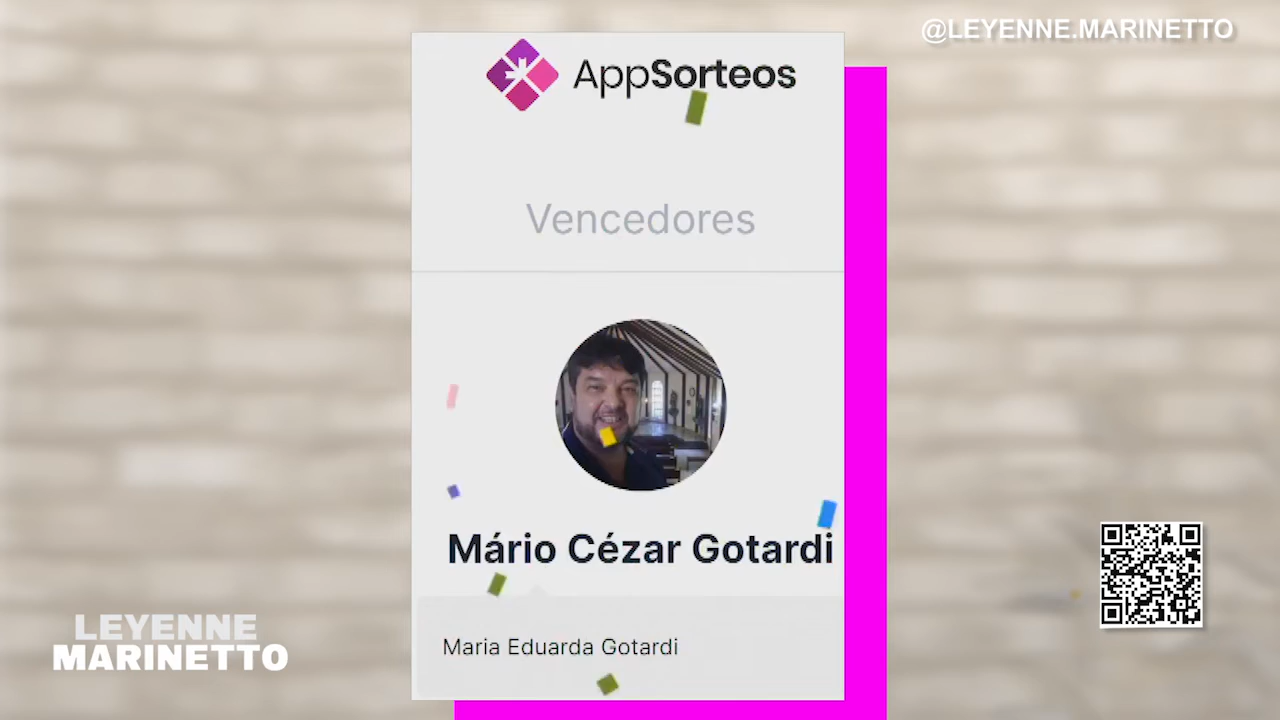 @LEYENNE.MARINETTO
AppSorteos
Vencedores
Mário Cézar Gotardi
Maria Eduarda Gotardi
LEYENNE
MARINETTO